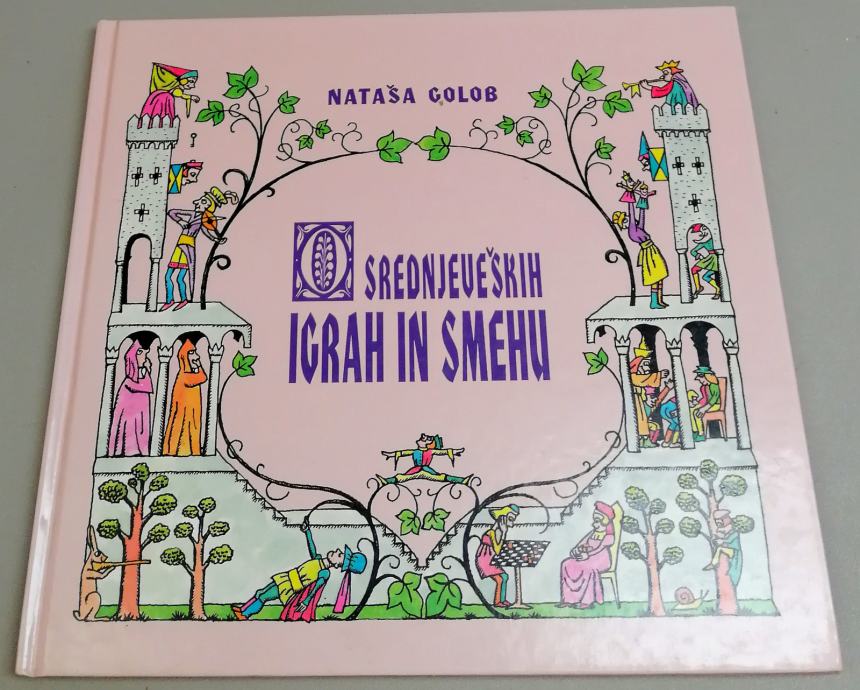 NATAŠA GOLOB
O SREDNJEVEŠKIH
IGRAH IN SMEHU